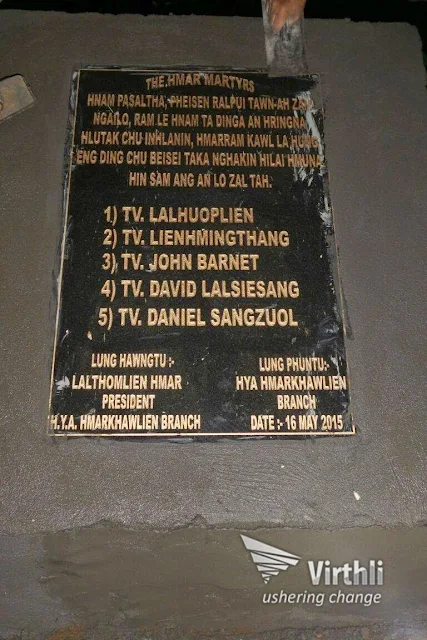 THE HMAR MARTYRS
HNAM PASALTHA, PHEISEN RALPUI TAWN-AH ZAM
NGAILO, RAM LE HNAM TA DINGA AN HRINGNA
HLUTAK CHU INHLANIN, HMARRAM KAWL LA HUNG
ENG DING CHU BEISEI TAKA NGHAKIN HILAI HMUNA
HIN SAM ANG AN LO ZAL TAH.
1) TV. LALHUOPLIEN
2) TV. LIENHMINGTHANG
3) TV. JOHN BARNET
4) TV. DAVID LALSIESANG
5) TV. DANIEL SANGZUOL
LUNG HAWNGTU :-
LALTHOMLIEN HMAR
PRESIDENT
H.Y.A. HMARKHAWLIEN BRANCH
LUNG PHUNTU:-
HYA HMARKHAWLIEN
BRANCH
DATE :- 16 MAY 2015
Virthli
ushering change